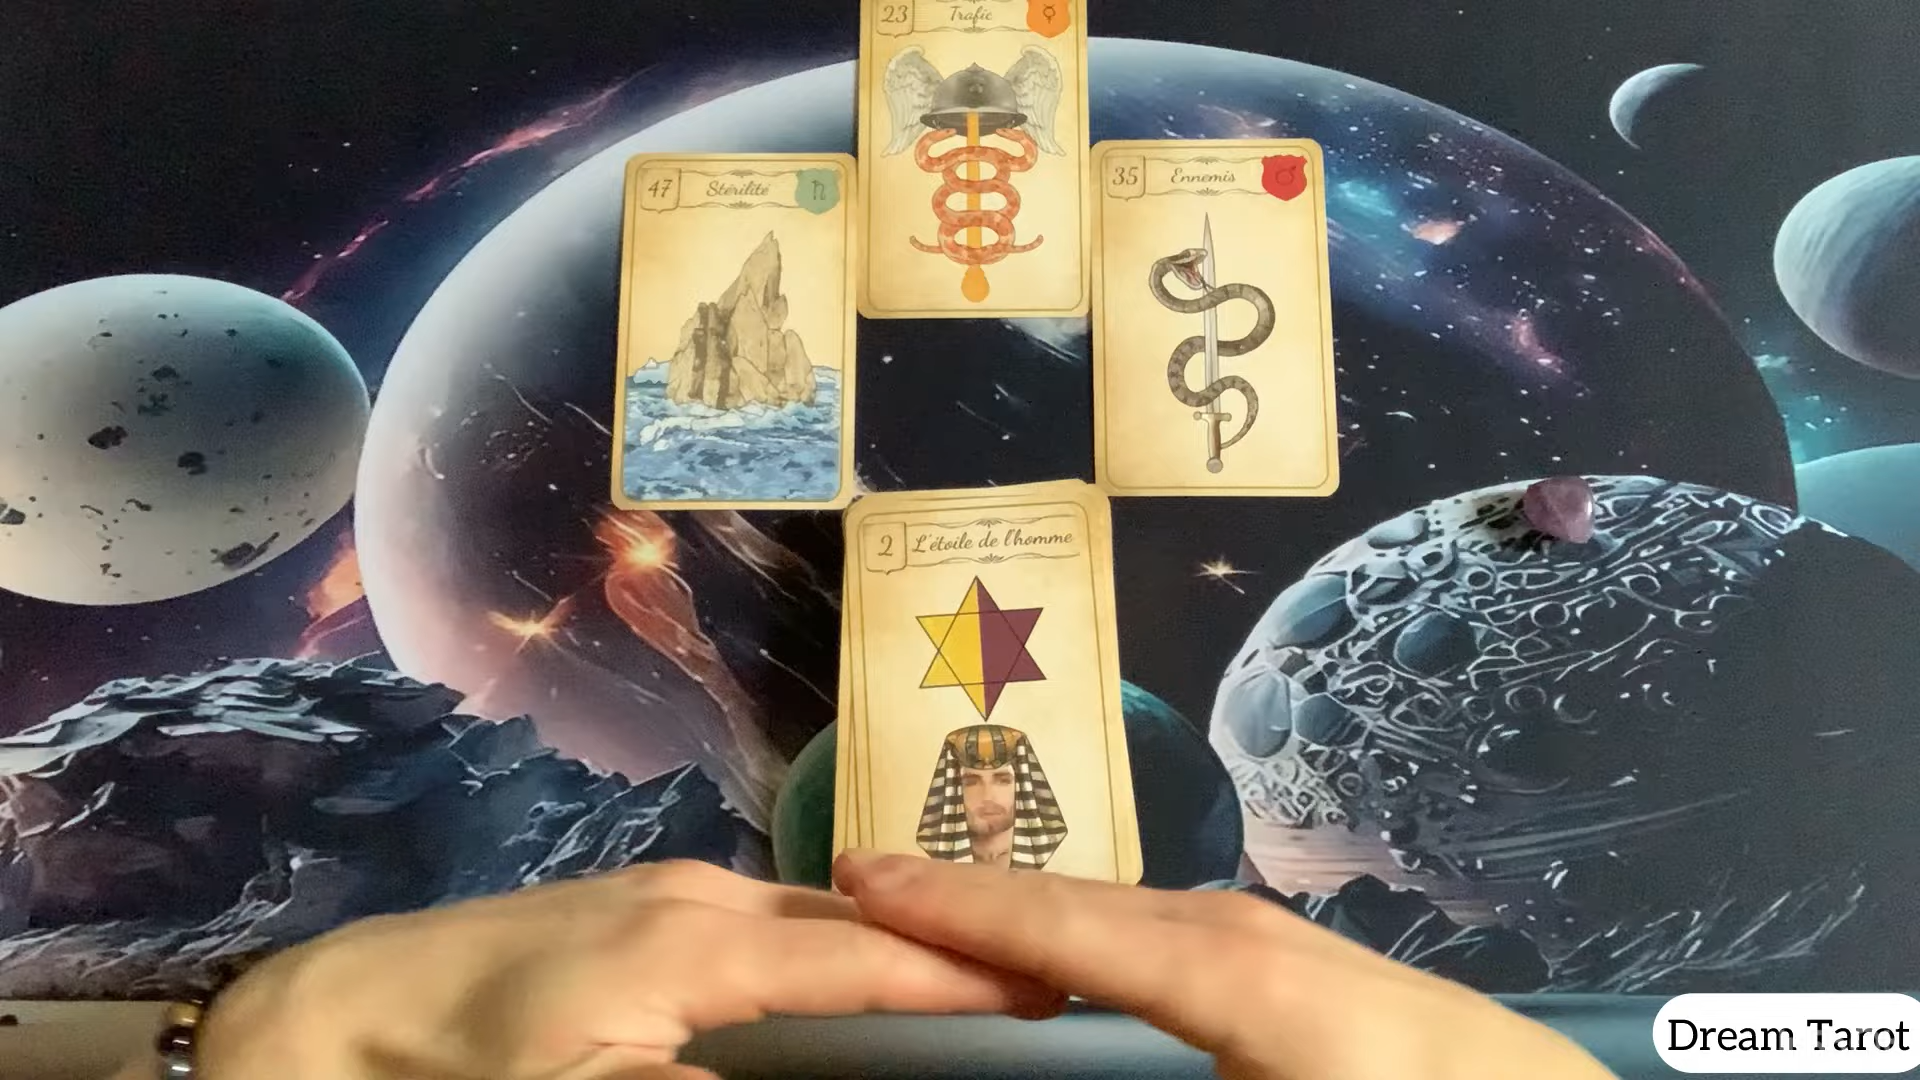 23 Trafic
47 Stérilité
35 Ennemis
2 L'étoile de l'homme
Dream Tarot